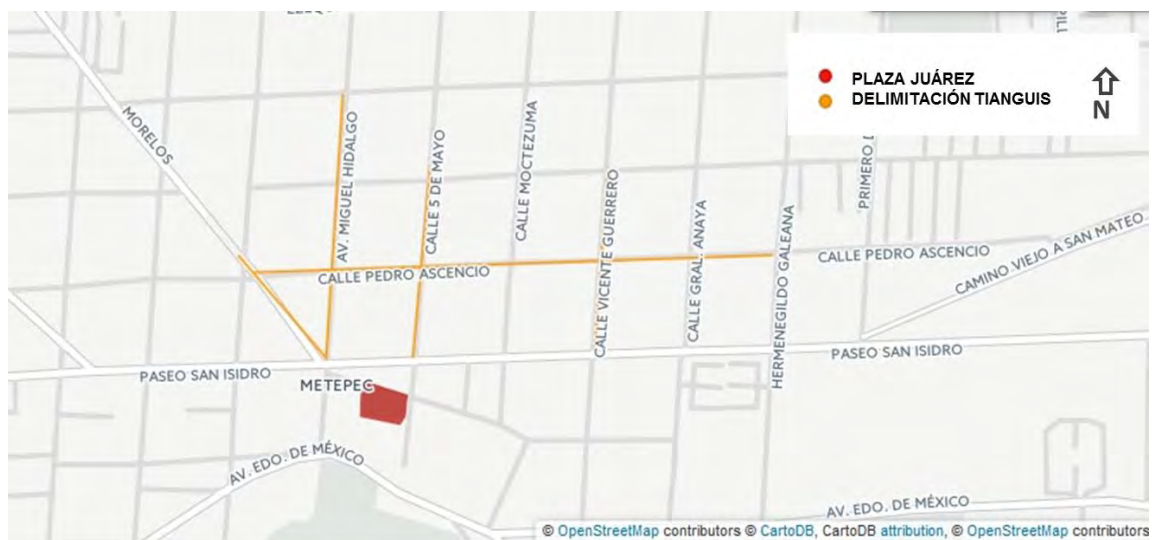 PLAZA JUÁREZ
DELIMITACIÓN TIANGUIS
N
MORELOS
AV. MIGUEL HIDALGO
CALLE 5 DE MAYO
CALLE MOCTEZUMA
CALLE VICENTE GUERRERO
CALLE GRAL. ANAYA
HERMENEGILDO GALEANA
PRIMERO D
CALLE PEDRO ASCENCIO
CALLE PEDRO ASCENCIO
CAMINO VIEJO A SAN MATEO
PASEO SAN ISIDRO
PASEO SAN ISIDRO
METEPEC
AV. EDO. DE MÉXICO
AV. EDO. DE MÉXICO
© OpenStreetMap contributors © CartoDB, CartoDB attribution, © OpenStreetMap contributors